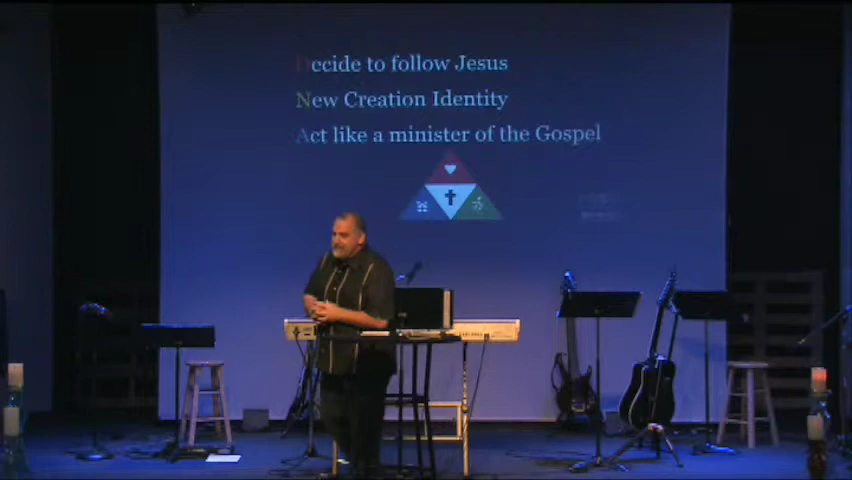 Decide to follow Jesus
New Creation Identity
Act like a minister of the Gospel